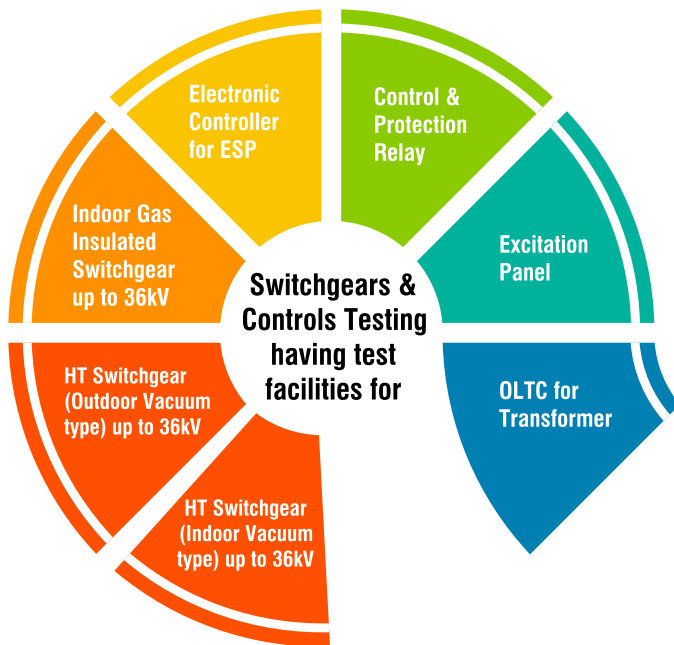 Switchgears &
Controls Testing
having test
facilities for
Electronic
Controller
for ESP
Control &
Protection
Relay
Excitation
Panel
OLTC for
Transformer
HT Switchgear
(Indoor Vacuum
type) up to 36kV
HT Switchgear
(Outdoor Vacuum
type) up to 36kV
Indoor Gas
Insulated
Switchgear
up to 36kV